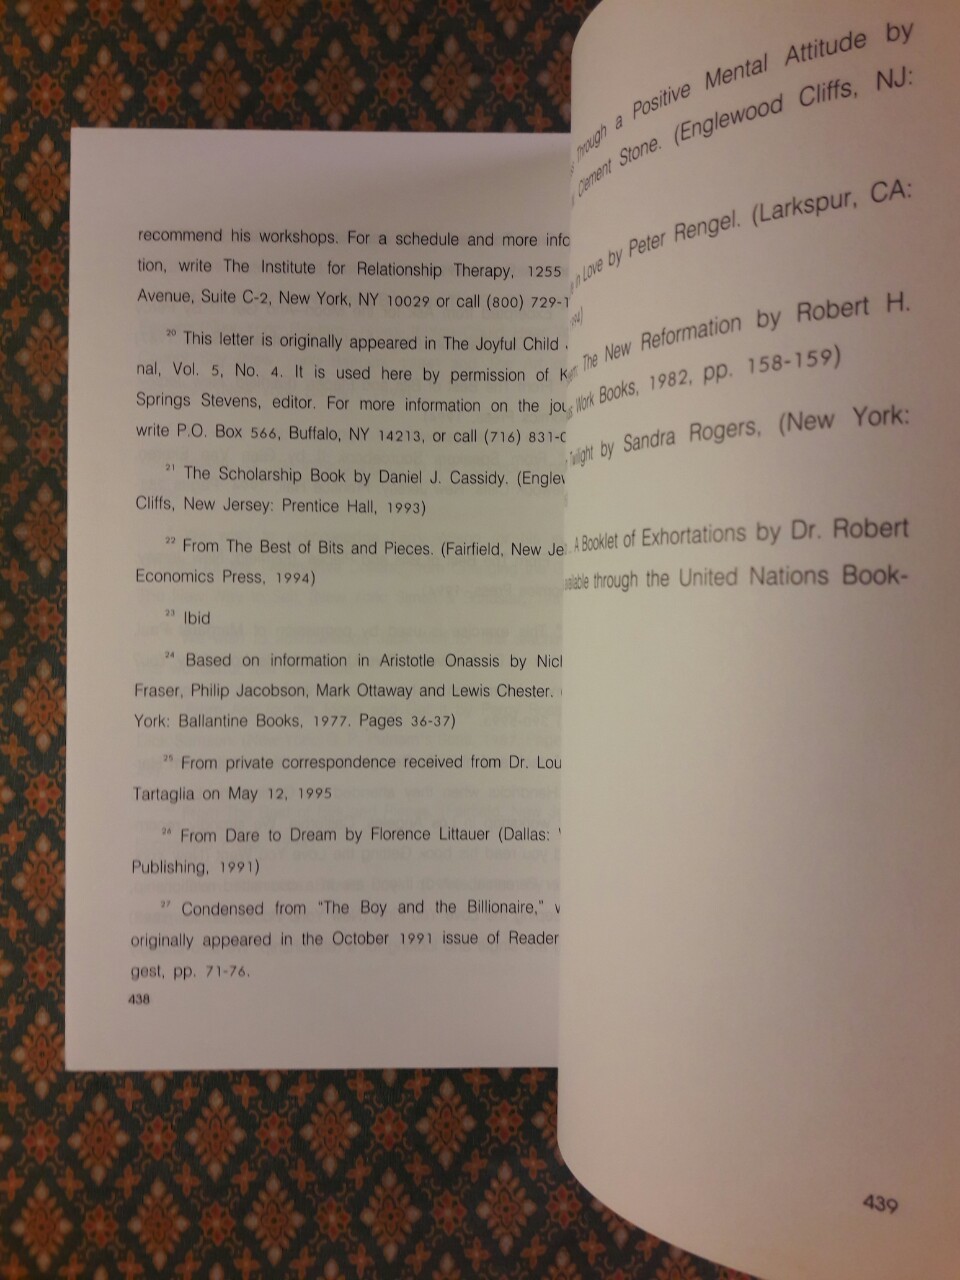 recommend his workshops. For a schedule and more
tion, write The Institute for Relationship Therapy, 1255
Avenue, Suite C-2, New York, NY 10029 or call (800)
20 This letter is originally appeared in The Joyful Child
nal, Vol. 5, No. 4. It is used here by permission of
Springs Stevens, editor. For more information on the
write P.O. Box 566, Buffalo, NY 14213, or call (716)
21 The Scholarship Book by Daniel J. Cassidy. (
Cliffs, New Jersey: Prentice Hall, 1993)
22 From The Best of Bits and Pieces. (Fairfield, New
Economics Press, 1994)
23 Ibid
24 Based on information in Aristotle Onassis by
Fraser, Philip Jacobson, Mark Ottaway and Lewis Chester.
York: Ballantine Books, 1977. Pages 36-37)
25 From private correspondence received from Dr.
Tartaglia on May 12, 1995
26 From Dare to Dream by Florence Littauer (Dallas:
Publishing, 1991)
27 Condensed from "The Boy and the Billionaire,"
originally appeared in the October 1991 issue of Reader
gest, pp. 71-76.
438
Through a Positive Mental Attitude by
Clement Stone. (Englewood Cliffs, NJ:
in Love by Peter Rengel. (Larkspur, CA:
The New Reformation by Robert H.
Work Books, 1982, pp. 158-159)
Twilight by Sandra Rogers, (New York:
A Booklet of Exhortations by Dr. Robert
through the United Nations Book-
439